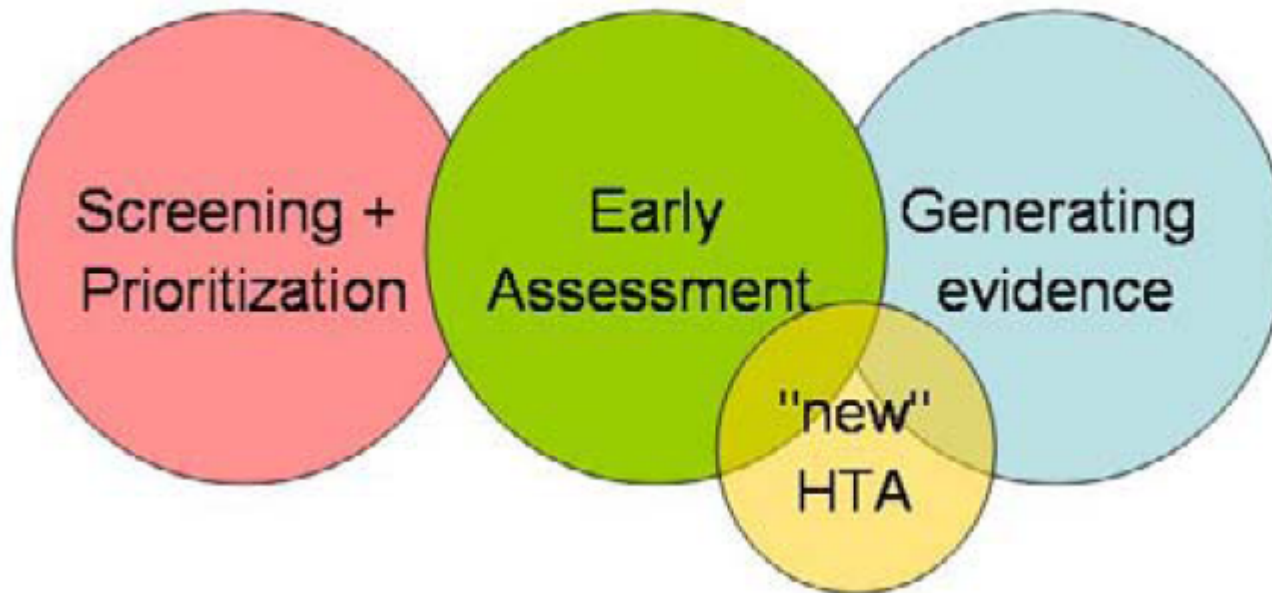 Screening +
Prioritization
Early
Assessment
Generating
evidence
"new"
HTA